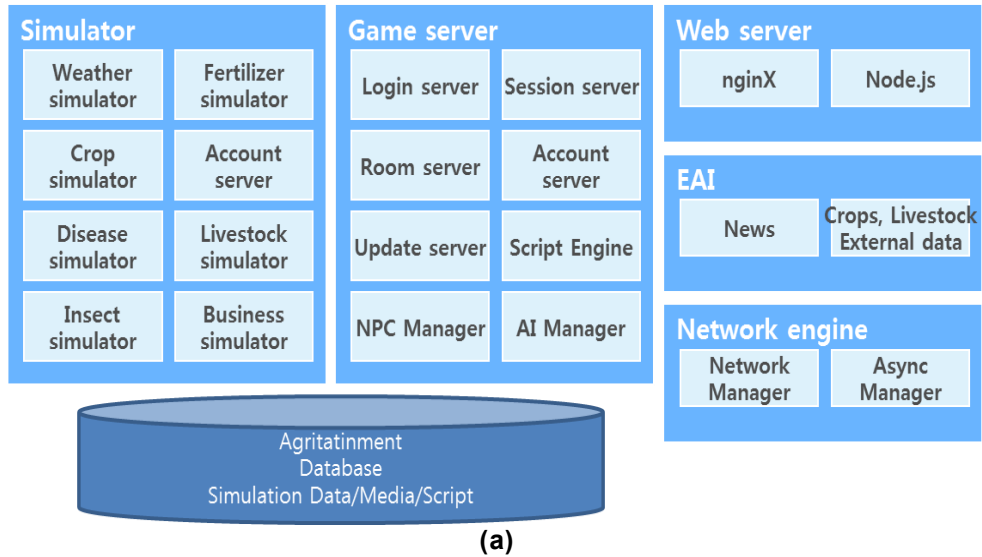 Simulator
Weather
simulator
Fertilizer
simulator
Crop
simulator
Account
server
Disease
simulator
Livestock
simulator
Insect
simulator
Business
simulator
Game server
Login server
Session server
Room server
Account
server
Update server
Script Engine
NPC Manager
AI Manager
Web server
nginX
Node.js
EAI
News
Crops, Livestock
External data
Network engine
Network
Manager
Async
Manager
Agritatinment
Database
Simulation Data/Media/Script
(a)